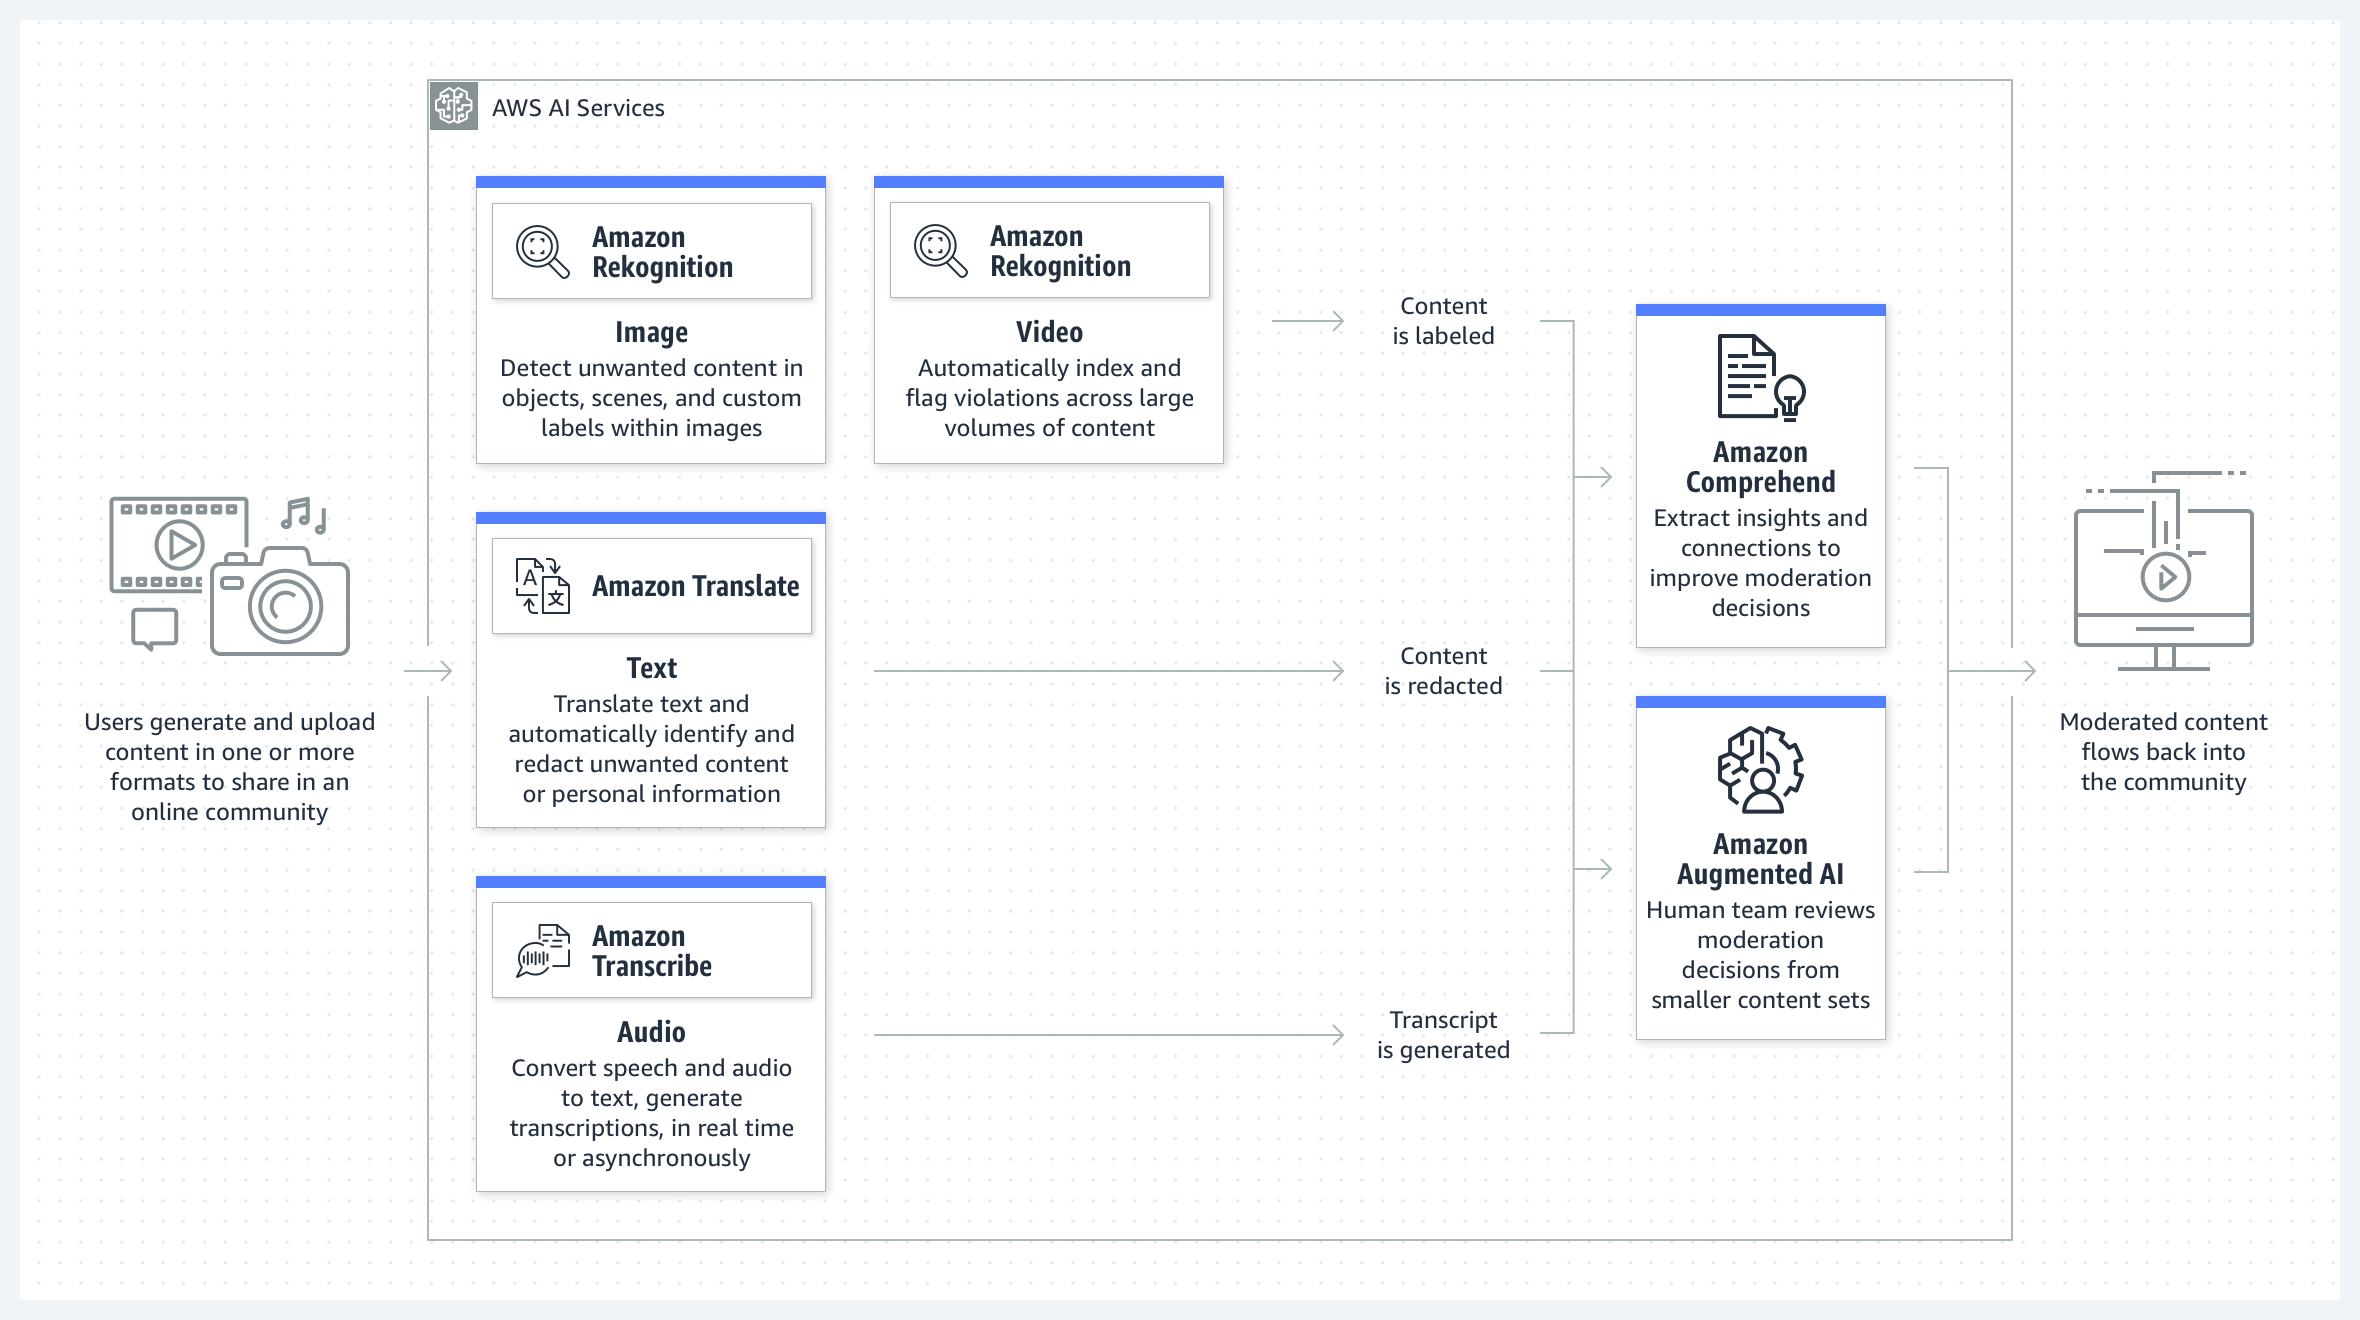 AWS AI Services
Amazon
Rekognition
Image
Detect unwanted content in
objects, scenes, and custom
labels within images
Amazon
Rekognition
Video
Automatically index and
flag violations across large
volumes of content
Content
is labeled
Amazon
Comprehend
Extract insights and
connections to
improve moderation
decisions
Users generate and upload
content in one or more
formats to share in an
online community
A
文
Amazon Translate
Text
Translate text and
automatically identify and
redact unwanted content
or personal information
Content
is redacted
Amazon
Augmented AI
Human team reviews
moderation
decisions from
smaller content sets
Moderated content
flows back into
the community
Amazon
Transcribe
Audio
Convert speech and audio
to text, generate
transcriptions, in real time
or asynchronously
Transcript
is generated